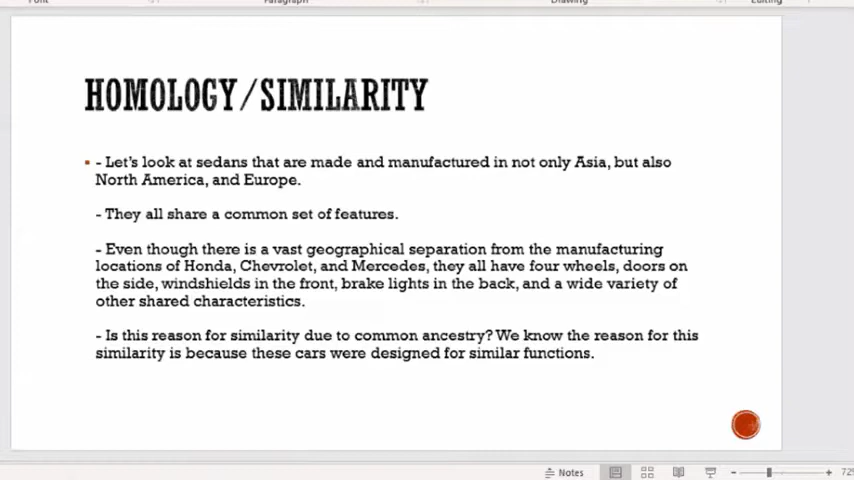 Font
Paragraph
Drawing
Editing
HOMOLOGY/SIMILARITY
- Let's look at sedans that are made and manufactured in not only Asia, but also
North America, and Europe.
- They all share a common set of features.
- Even though there is a vast geographical separation from the manufacturing
locations of Honda, Chevrolet, and Mercedes, they all have four wheels, doors on
the side, windshields in the front, brake lights in the back, and a wide variety of
other shared characteristics.
- Is this reason for similarity due to common ancestry? We know the reason for this
similarity is because these cars were designed for similar functions.
Notes
72%